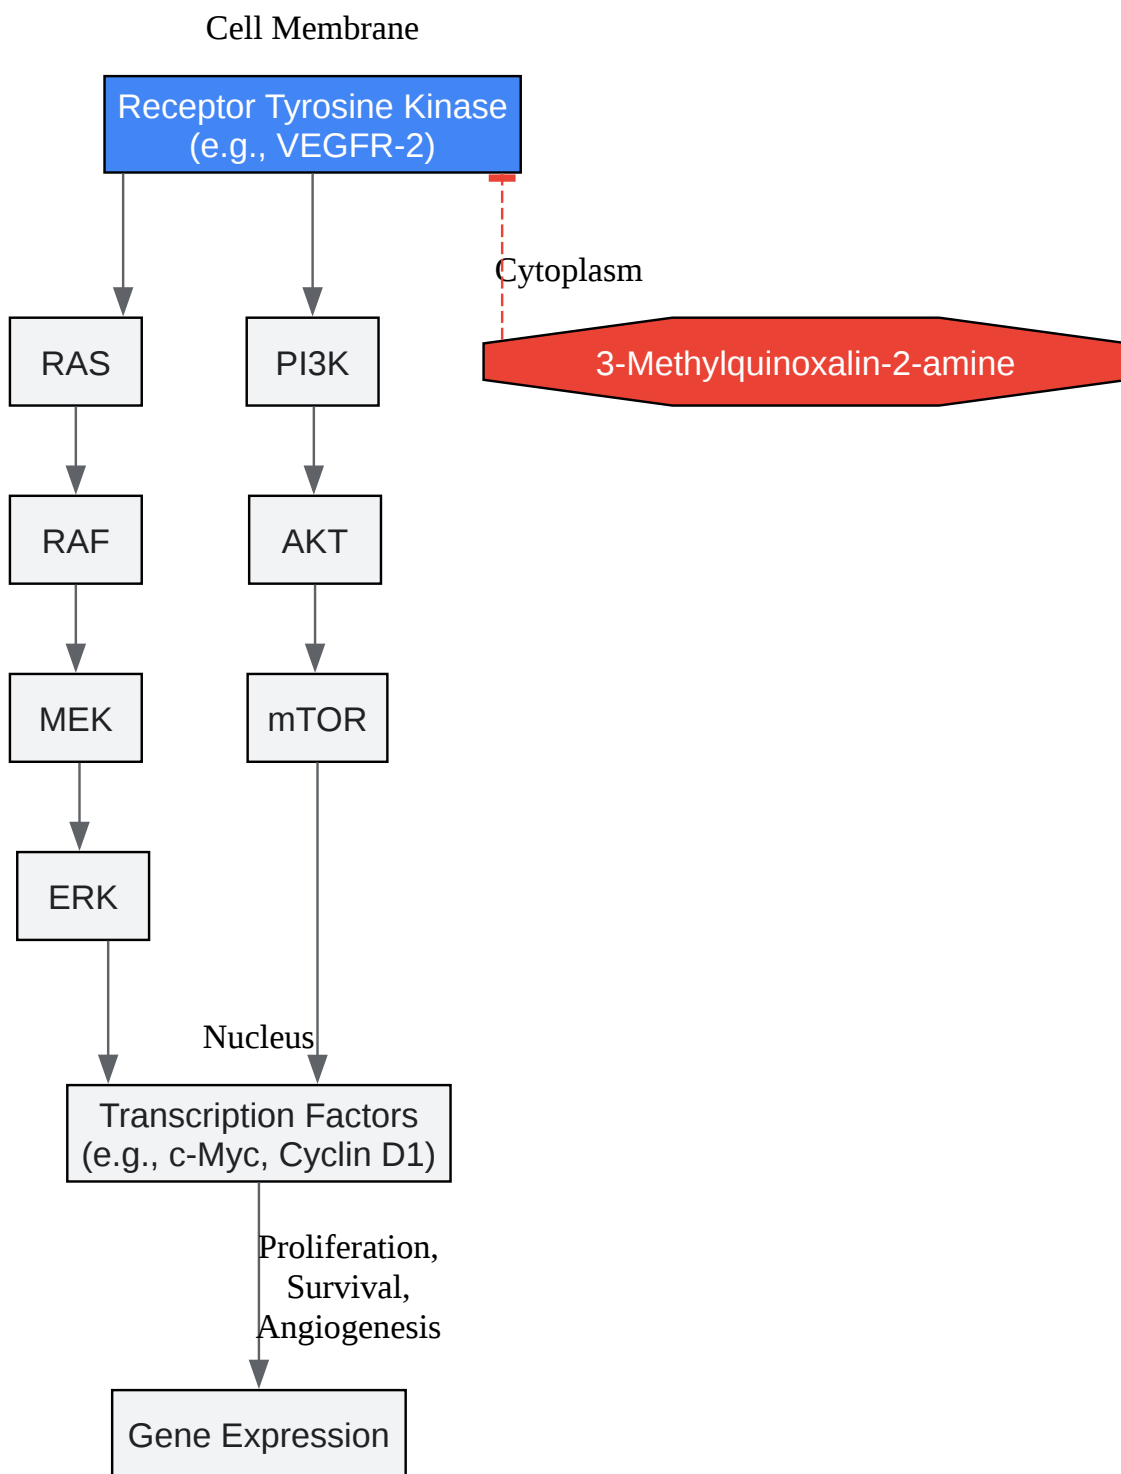 Cell Membrane
Receptor Tyrosine Kinase
(e.g., VEGFR-2)
Cytoplasm
RAS
PI3K
3-Methylquinoxalin-2-amine
RAF
AKT
MEK
mTOR
ERK
Nucleus
Transcription Factors
(e.g., c-Myc, Cyclin D1)
Proliferation,
Survival,
Angiogenesis
Gene Expression